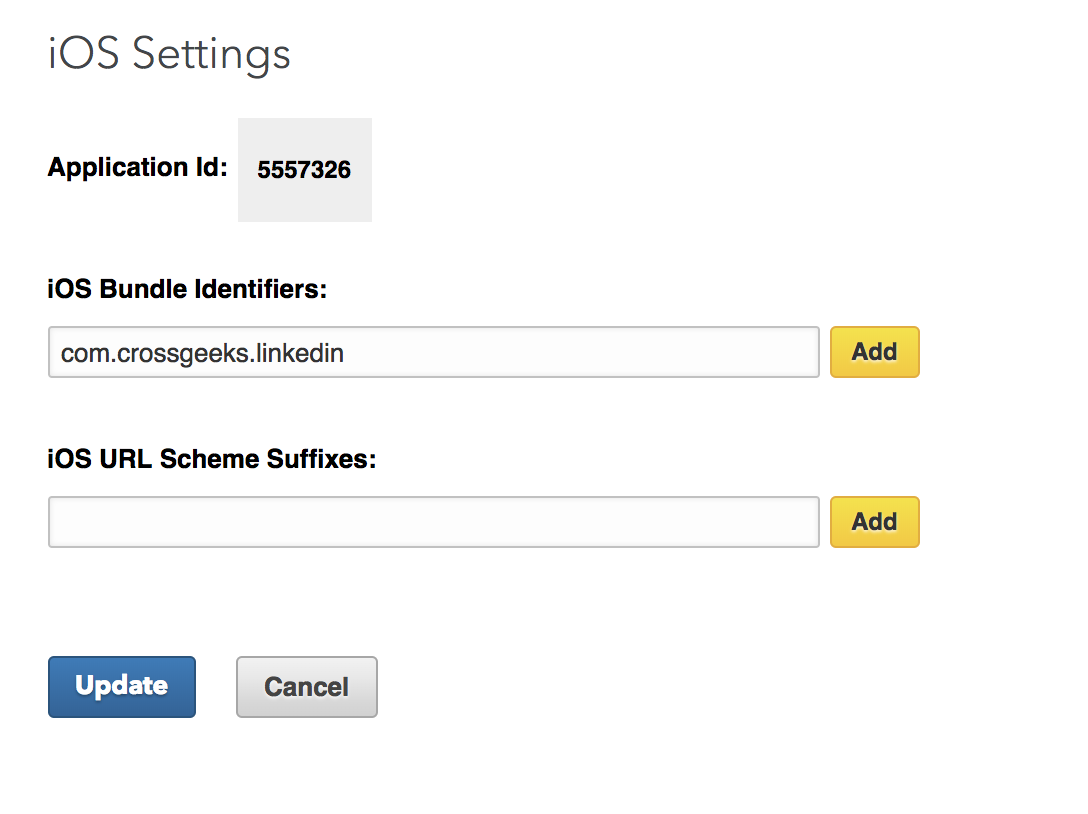 iOS Settings
Application Id: 5557326
iOS Bundle Identifiers:
com.crossgeeks.linkedin Add
iOS URL Scheme Suffixes:
Add
Update Cancel